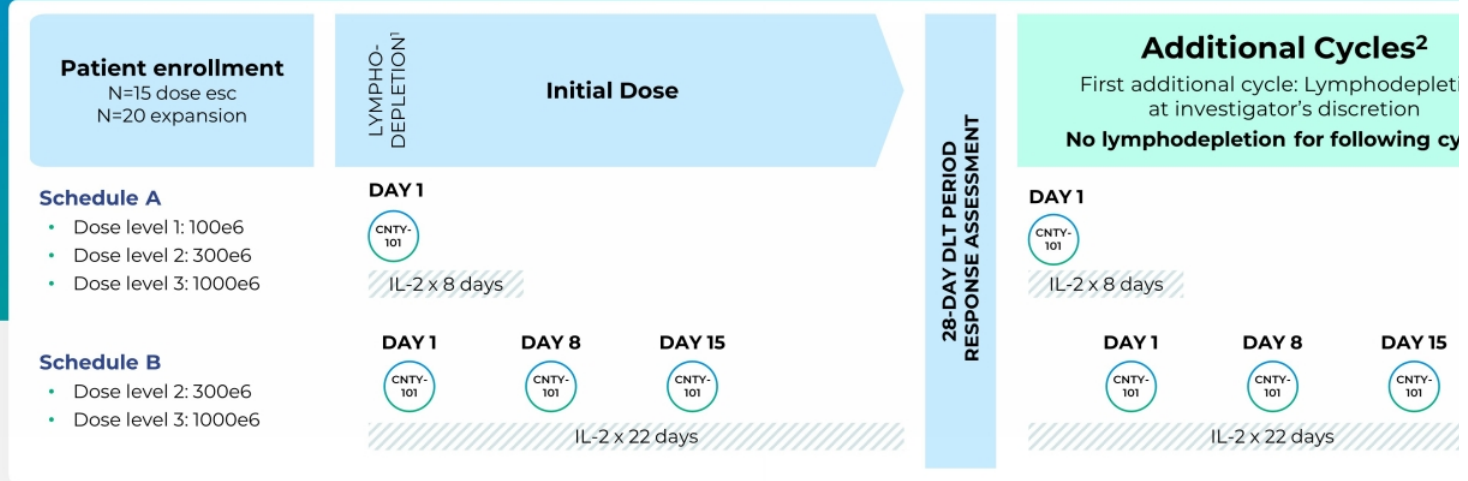 Patient enrollment
N=15 dose esc
N=20 expansion
LYMPHO-
DEPLETION¹
Initial Dose
28-DAY DLT PERIOD
RESPONSE ASSESSMENT
Additional Cycles²
First additional cycle:
at investigator’s discretion
No lymphodepletion for following
Schedule A
• Dose level 1: 100e6
• Dose level 2: 300e6
• Dose level 3: 1000e6
DAY 1
CNTY-
101
IL-2 x 8 days
DAY 1
CNTY-
101
IL-2 x 8 days
Schedule B
• Dose level 2: 300e6
• Dose level 3: 1000e6
DAY 1
CNTY-
101
DAY 8
CNTY-
101
DAY 15
CNTY-
101
IL-2 x 22 days
DAY 1
CNTY-
101
DAY 8
CNTY-
101
DAY 15
CNTY-
101
IL-2 x 22 days